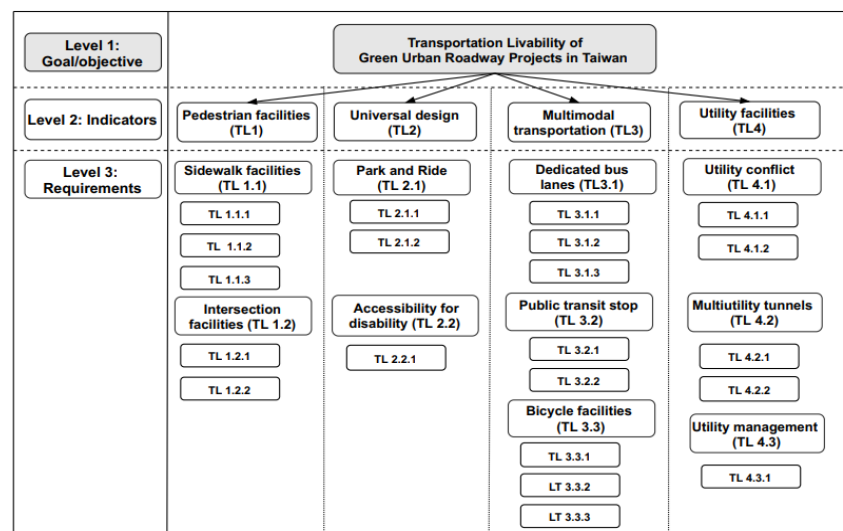 Level 1:
Goal/objective
Transportation Livability of
Green Urban Roadway Projects in Taiwan
Level 2: Indicators
Pedestrian facilities
(TL1)
Universal design
(TL2)
Multimodal
transportation (TL3)
Utility facilities
(TL4)
Level 3:
Requirements
Sidewalk facilities
(TL 1.1)
TL 1.1.1
TL 1.1.2
TL 1.1.3
Intersection
facilities (TL 1.2)
TL 1.2.1
TL 1.2.2
Park and Ride
(TL 2.1)
TL 2.1.1
TL 2.1.2
Accessibility for
disability (TL 2.2)
TL 2.2.1
Dedicated bus
lanes (TL3.1)
TL 3.1.1
TL 3.1.2
TL 3.1.3
Public transit stop
(TL 3.2)
TL 3.2.1
TL 3.2.2
Bicycle facilities
(TL 3.3)
TL 3.3.1
LT 3.3.2
LT 3.3.3
Utility conflict
(TL 4.1)
TL 4.1.1
TL 4.1.2
Multiutility tunnels
(TL 4.2)
TL 4.2.1
TL 4.2.2
Utility management
(TL 4.3)
TL 4.3.1